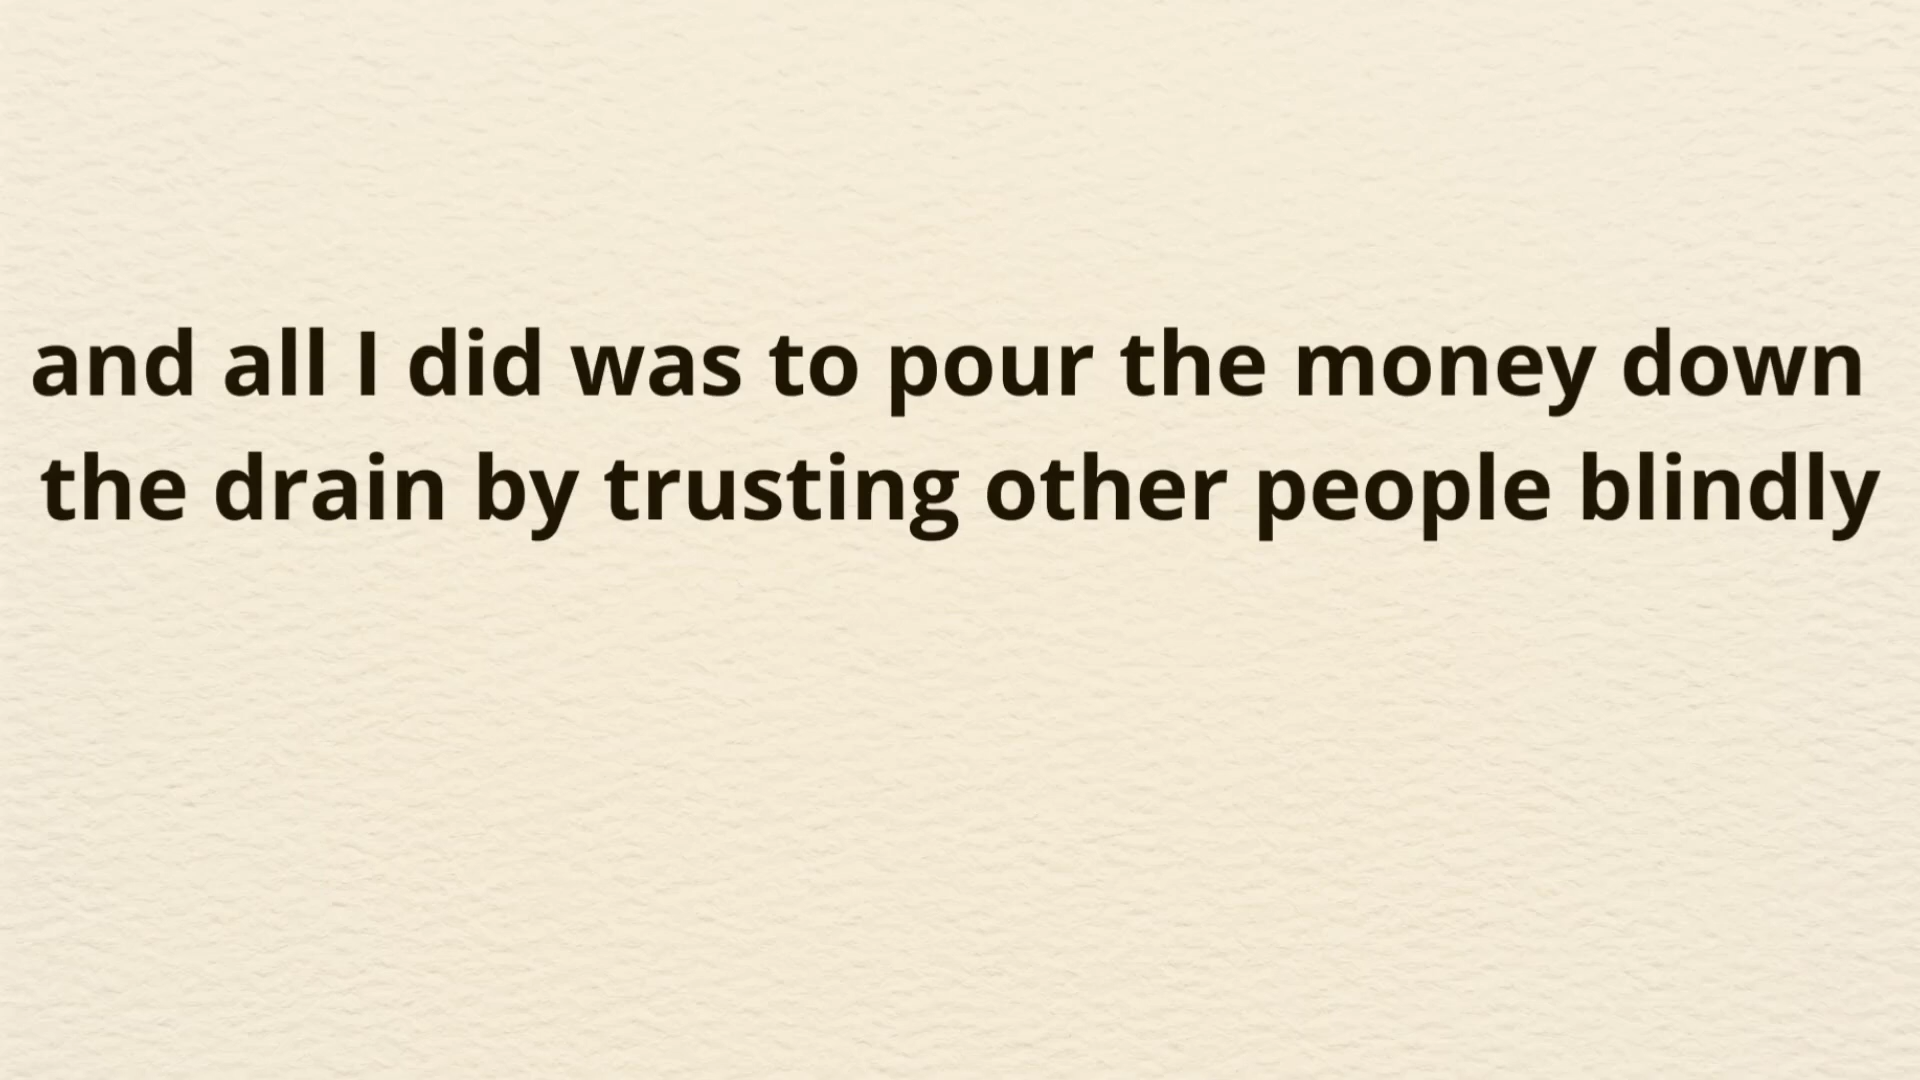 and all I did was to pour the money down
the drain by trusting other people blindly